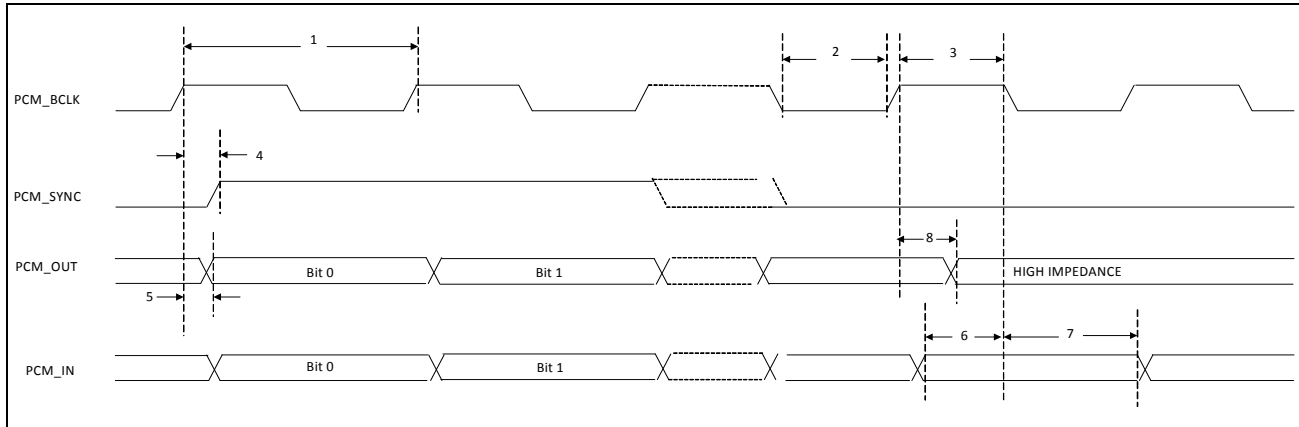 1
2
3
PCM_BCLK
4
PCM_SYNC
8
PCM_OUT
Bit 0
Bit 1
HIGH IMPEDANCE
5
6
7
PCM_IN
Bit 0
Bit 1